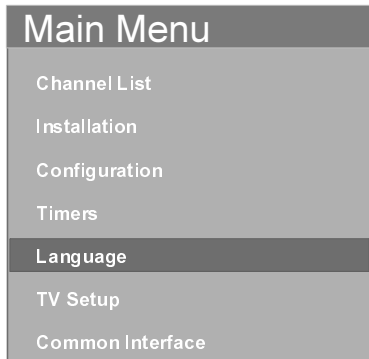 Main Menu
Channel List
Installation
Configuration
Timers
Language
TV Setup
Common Interface